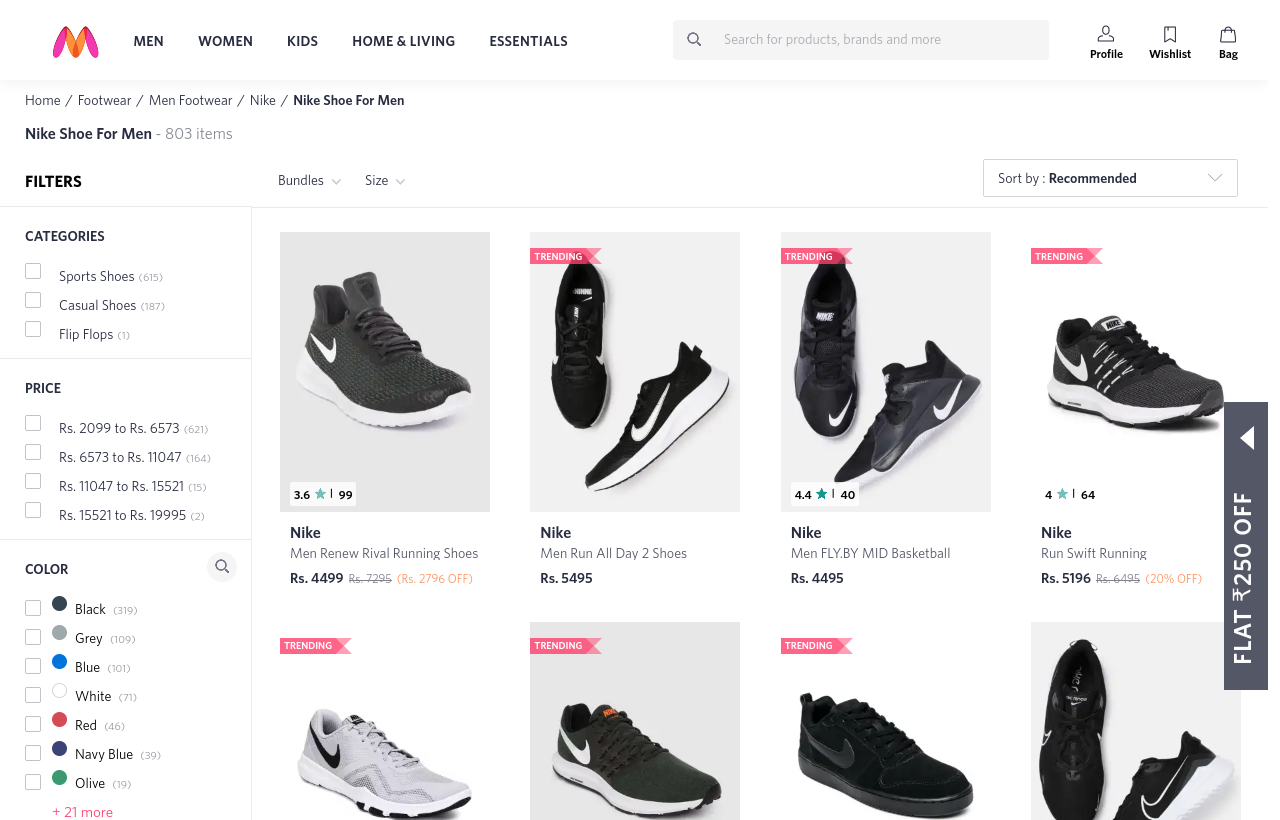 MEN WOMEN KIDS HOME & LIVING ESSENTIALS Search for products, brands and more
Profile Wishlist Bag
Home / Footwear / Men Footwear / Nike / Nike Shoe For Men
Nike Shoe For Men - 803 items
FILTERS
Bundles Size
Sort by : Recommended
CATEGORIES
Sports Shoes (615)
Casual Shoes (187)
Flip Flops (1)
PRICE
Rs. 2099 to Rs. 6573 (621)
Rs. 6573 to Rs. 11047 (164)
Rs. 11047 to Rs. 15521 (15)
Rs. 15521 to Rs. 19995 (2)
COLOR
Black (319)
Grey (109)
Blue (101)
White (71)
Red (46)
Navy Blue (39)
Olive (19)
+ 21 more
3.6 | 99
Nike
Men Renew Rival Running Shoes
Rs. 4499 Rs. 7295 (Rs. 2796 OFF)
TRENDING
Nike
Men Run All Day 2 Shoes
Rs. 5495
TRENDING
NIKE
4.4 | 40
Nike
Men FLY.BY MID Basketball
Rs. 4495
TRENDING
NIKE
4 | 64
Nike
Run Swift Running
Rs. 5196 Rs. 6495 (20% OFF)
FLAT ₹250 OFF
TRENDING
TRENDING
NIKE
TRENDING